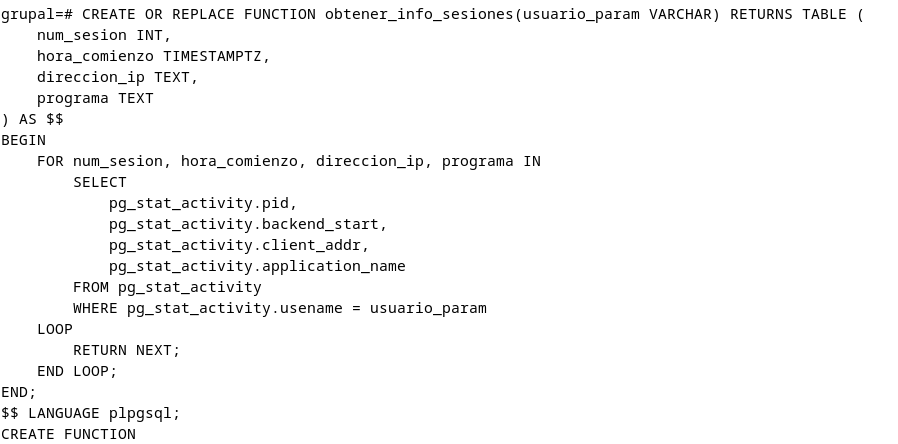 grupal=# CREATE OR REPLACE FUNCTION obtener_info_sesiones(usuario_param VARCHAR) RETURNS TABLE (
    num_sesion INT,
    hora_comienzo TIMESTAMPTZ,
    direccion_ip TEXT,
    programa TEXT
) AS $$
BEGIN
    FOR num_sesion, hora_comienzo, direccion_ip, programa IN
        SELECT
            pg_stat_activity.pid,
            pg_stat_activity.backend_start,
            pg_stat_activity.client_addr,
            pg_stat_activity.application_name
        FROM pg_stat_activity
        WHERE pg_stat_activity.usename = usuario_param
    LOOP
        RETURN NEXT;
    END LOOP;
END;
$$ LANGUAGE plpgsql;
CREATE FUNCTION